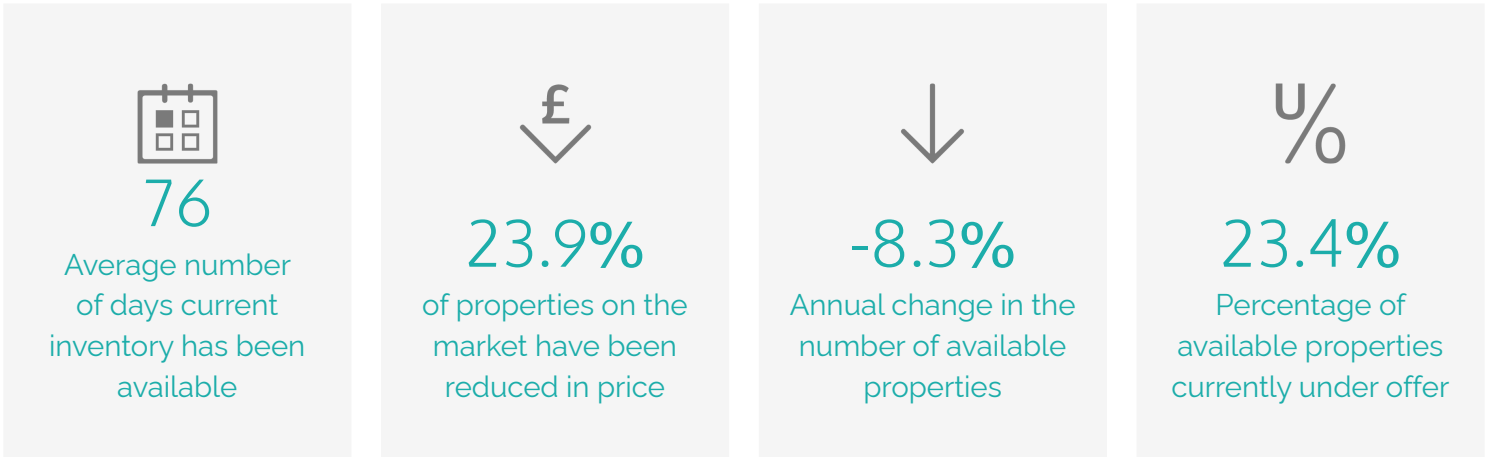 76
Average number
of days current
inventory has been
available
£
23.9%
of properties on the
market have been
reduced in price
-8.3%
Annual change in the
number of available
properties
U/O
23.4%
Percentage of
available properties
currently under offer